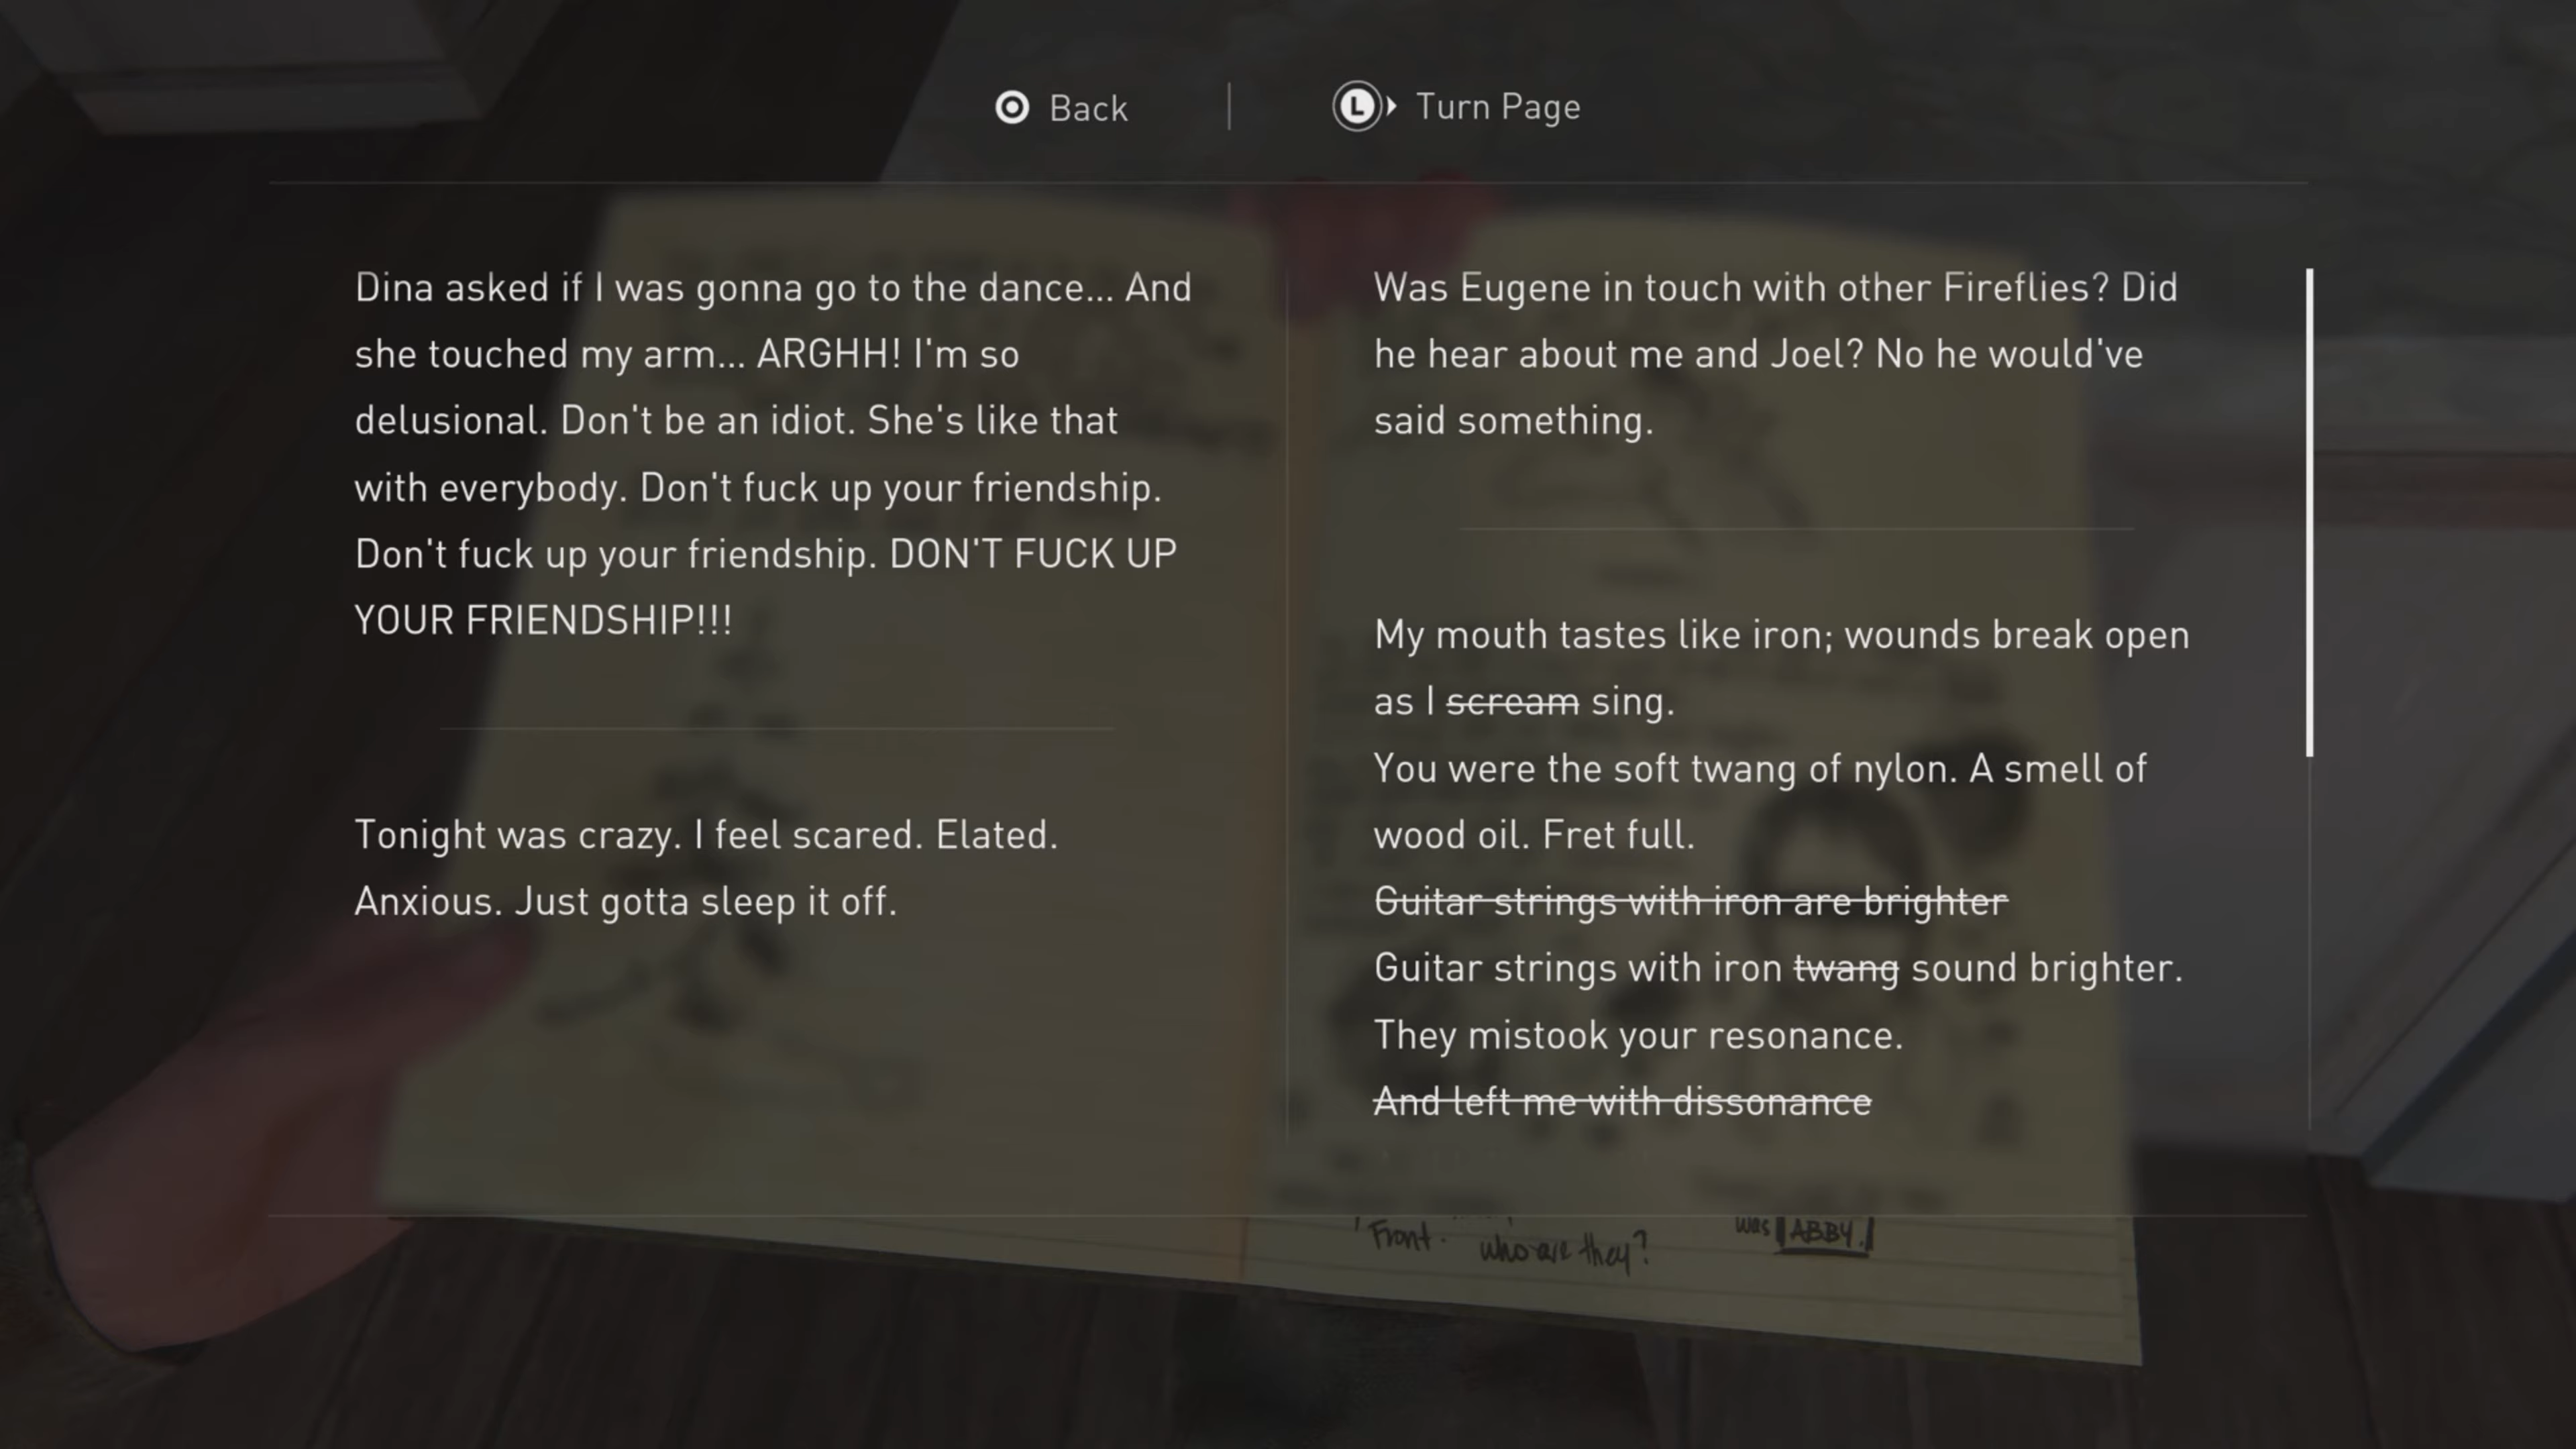 Back
L Turn Page
Dina asked if I was gonna go to the dance... And
she touched my arm... ARGHH! I'm so
delusional. Don't be an idiot. She's like that
with everybody. Don't fuck up your friendship.
Don't fuck up your friendship. DON'T FUCK UP
YOUR FRIENDSHIP!!!
Tonight was crazy. I feel scared. Elated.
Anxious. Just gotta sleep it off.
Was Eugene in touch with other Fireflies? Did
he hear about me and Joel? No he would've
said something.
My mouth tastes like iron; wounds break open
as I scream sing.
You were the soft twang of nylon. A smell of
wood oil. Fret full.
Guitar strings with iron are brighter
Guitar strings with iron twang sound brighter.
They mistook your resonance.
And left me with dissonance
Front. who are they?
was ABBY.